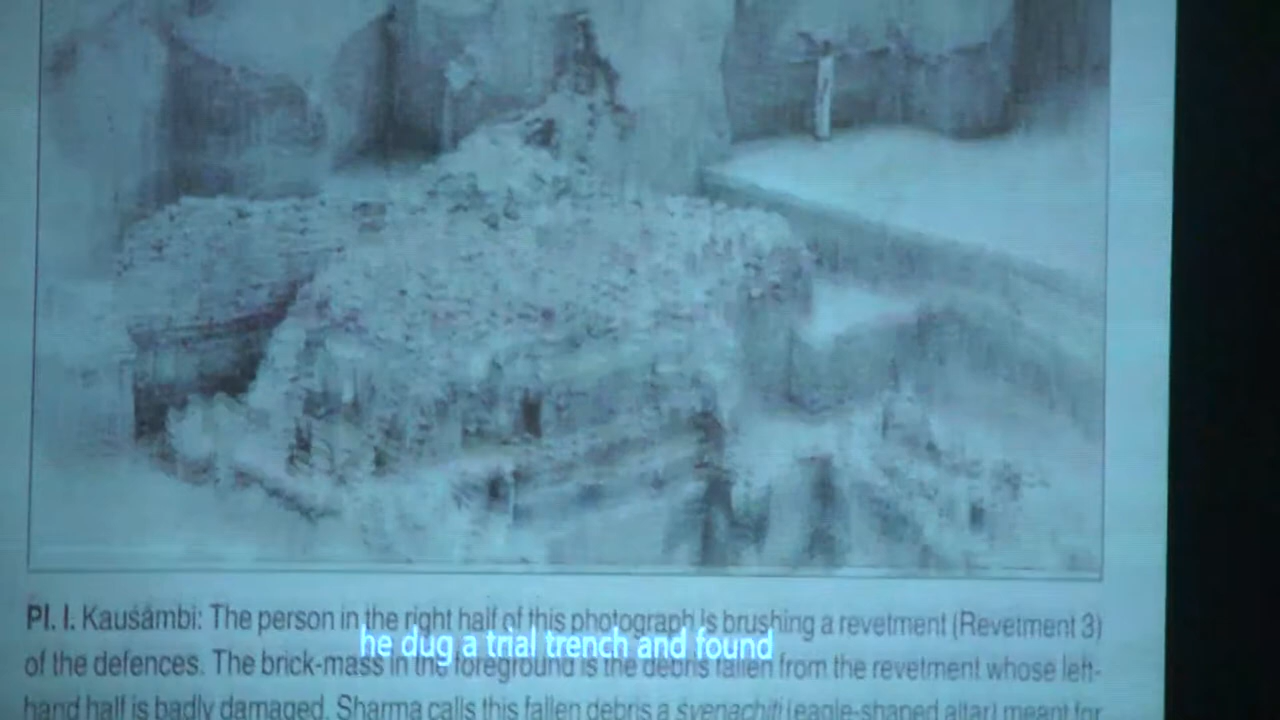 Pl. I. Kauśāmbi: The person in the right half of this photograph is brushing a revetment (Revetment 3)
he dug a trial trench and found
of the defences. The brick-mass in the foreground is the debris fallen from the revetment whose left-
hand half is badly damaged. Sharma calls this fallen debris a syenachiti (eagle-shaped altar) meant for